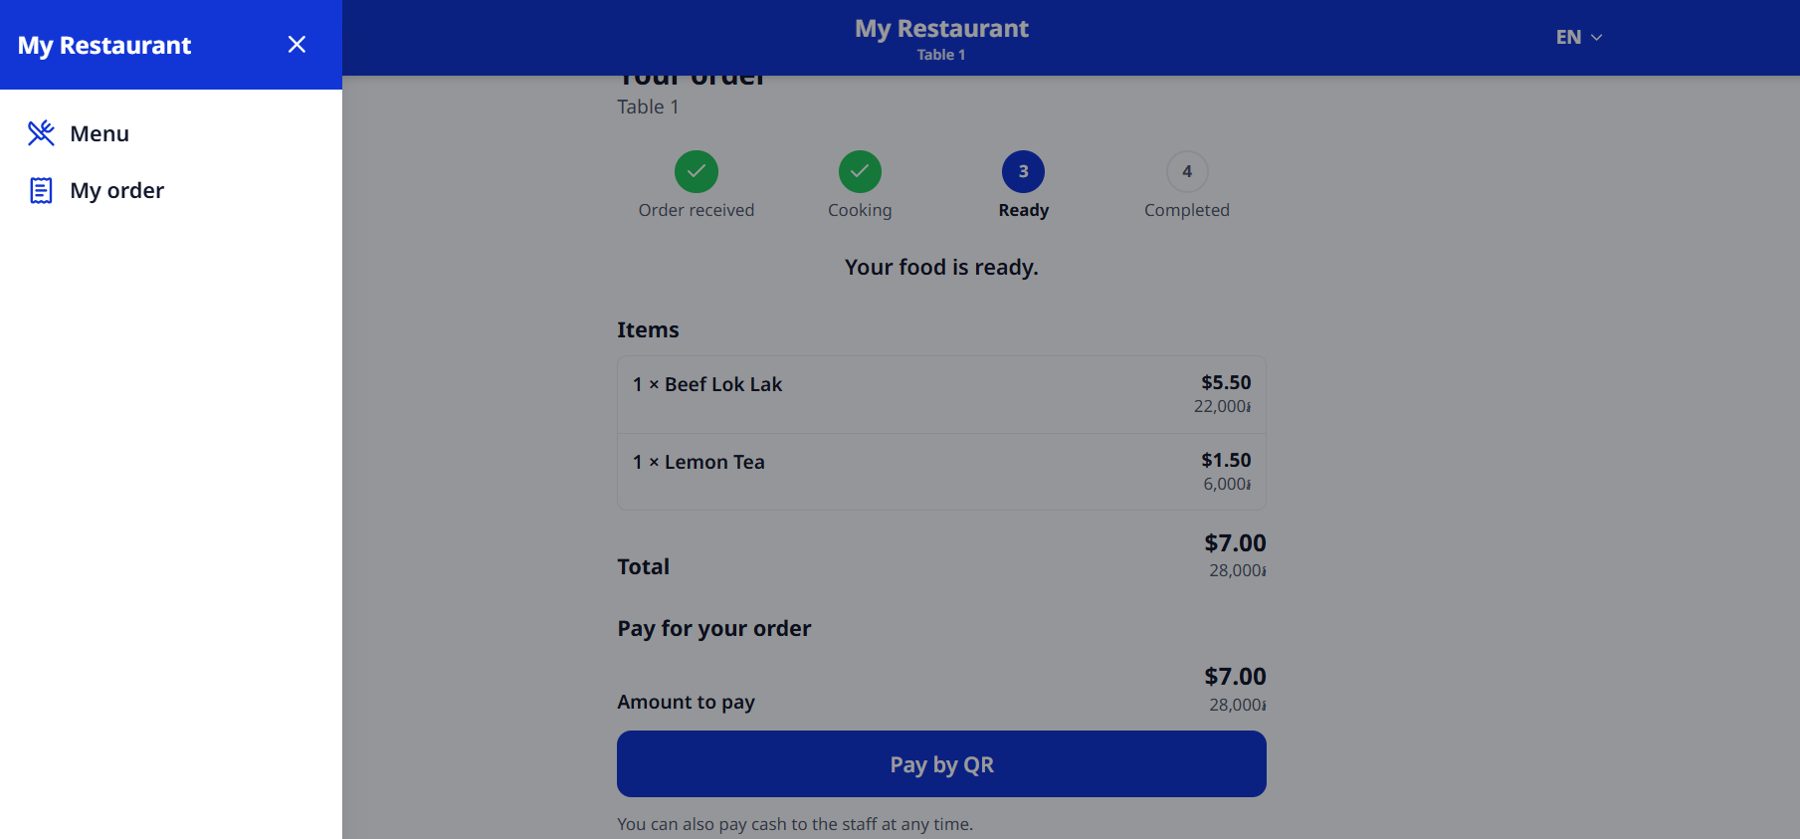 My Restaurant
Menu
My order
My Restaurant
Table 1
EN
Your order
Table 1
Order received
Cooking
3
Ready
4
Completed
Your food is ready.
Items
1 × Beef Lok Lak
$5.50
22,000៛
1 × Lemon Tea
$1.50
6,000៛
Total
$7.00
28,000៛
Pay for your order
Amount to pay
$7.00
28,000៛
Pay by QR
You can also pay cash to the staff at any time.